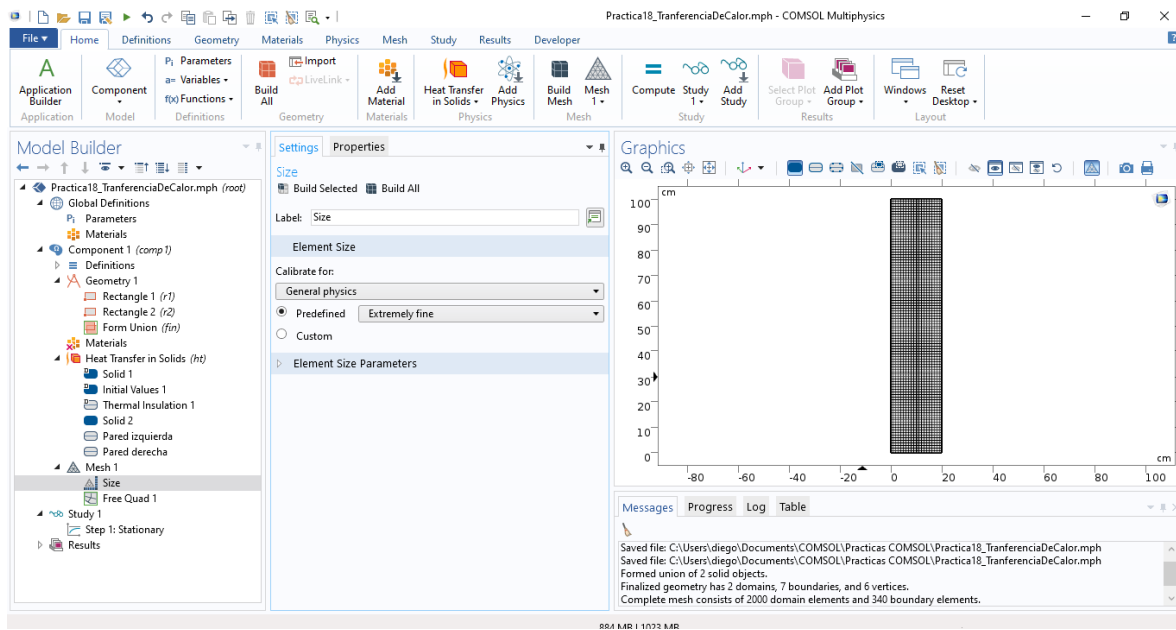 Practica18_TranferenciaDeCalor.mph - COMSOL Multiphysics
File Home Definitions Geometry Materials Physics Mesh Study Results Developer
Application Builder
Application
Component
Model
Pi Parameters
a= Variables
f(x) Functions
Definitions
Build All
Import
LiveLink
Geometry
Add Material
Materials
Heat Transfer in Solids
Add Physics
Physics
Build Mesh
Mesh 1
Mesh
Compute
Study 1
Add Study
Study
Select Plot Group
Add Plot Group
Results
Windows
Reset Desktop
Layout
Model Builder
Practica18_TranferenciaDeCalor.mph (root)
Global Definitions
Pi Parameters
Materials
Component 1 (comp1)
Definitions
Geometry 1
Rectangle 1 (r1)
Rectangle 2 (r2)
Form Union (fin)
Materials
Heat Transfer in Solids (ht)
Solid 1
Initial Values 1
Thermal Insulation 1
Solid 2
Pared izquierda
Pared derecha
Mesh 1
Size
Free Quad 1
Study 1
Step 1: Stationary
Results
Settings Properties
Size
Build Selected Build All
Label: Size
Element Size
Calibrate for:
General physics
Predefined Extremely fine
Custom
Element Size Parameters
Graphics
cm
100
90
80
70
60
50
40
30
20
10
0
cm
-80 -60 -40 -20 0 20 40 60 80 100
Messages Progress Log Table
Saved file: C:\Users\diego\Documents\COMSOL\Practicas COMSOL\Practica18_TranferenciaDeCalor.mph
Saved file: C:\Users\diego\Documents\COMSOL\Practicas COMSOL\Practica18_TranferenciaDeCalor.mph
Formed union of 2 solid objects.
Finalized geometry has 2 domains, 7 boundaries, and 6 vertices.
Complete mesh consists of 2000 domain elements and 340 boundary elements.
884 MB | 1023 MB